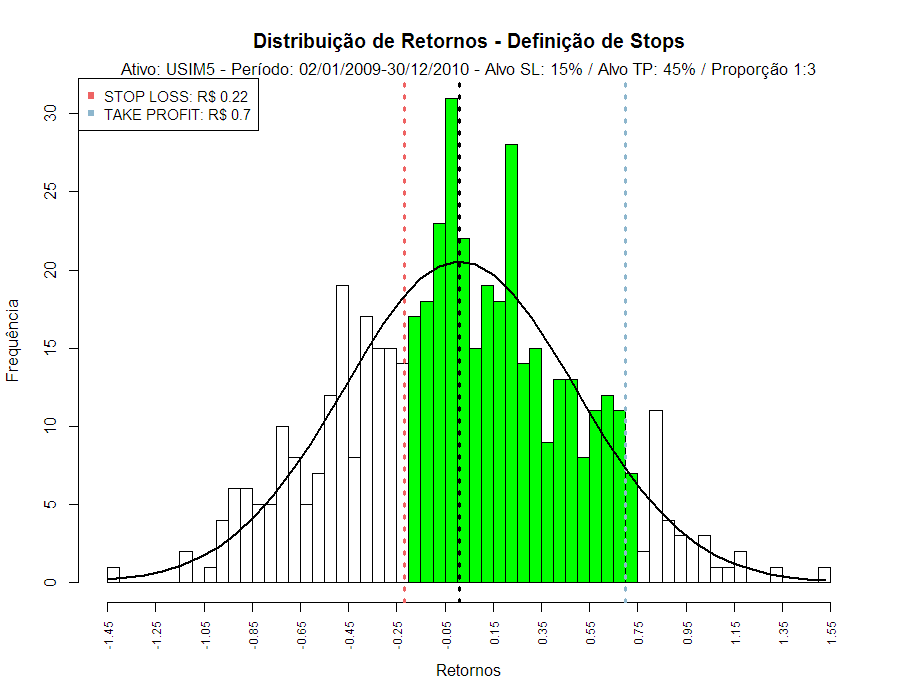 Distribuição de Retornos - Definição de Stops
Ativo: USIM5 - Período: 02/01/2009-30/12/2010 - Alvo SL: 15% / Alvo TP: 45% / Proporção 1:3
STOP LOSS: R$ 0.22
TAKE PROFIT: R$ 0.7
Frequência
30
25
20
15
10
5
0
-1.45 -1.25 -1.05 -0.85 -0.65 -0.45 -0.25 -0.05 0.15 0.35 0.55 0.75 0.95 1.15 1.35 1.55
Retornos